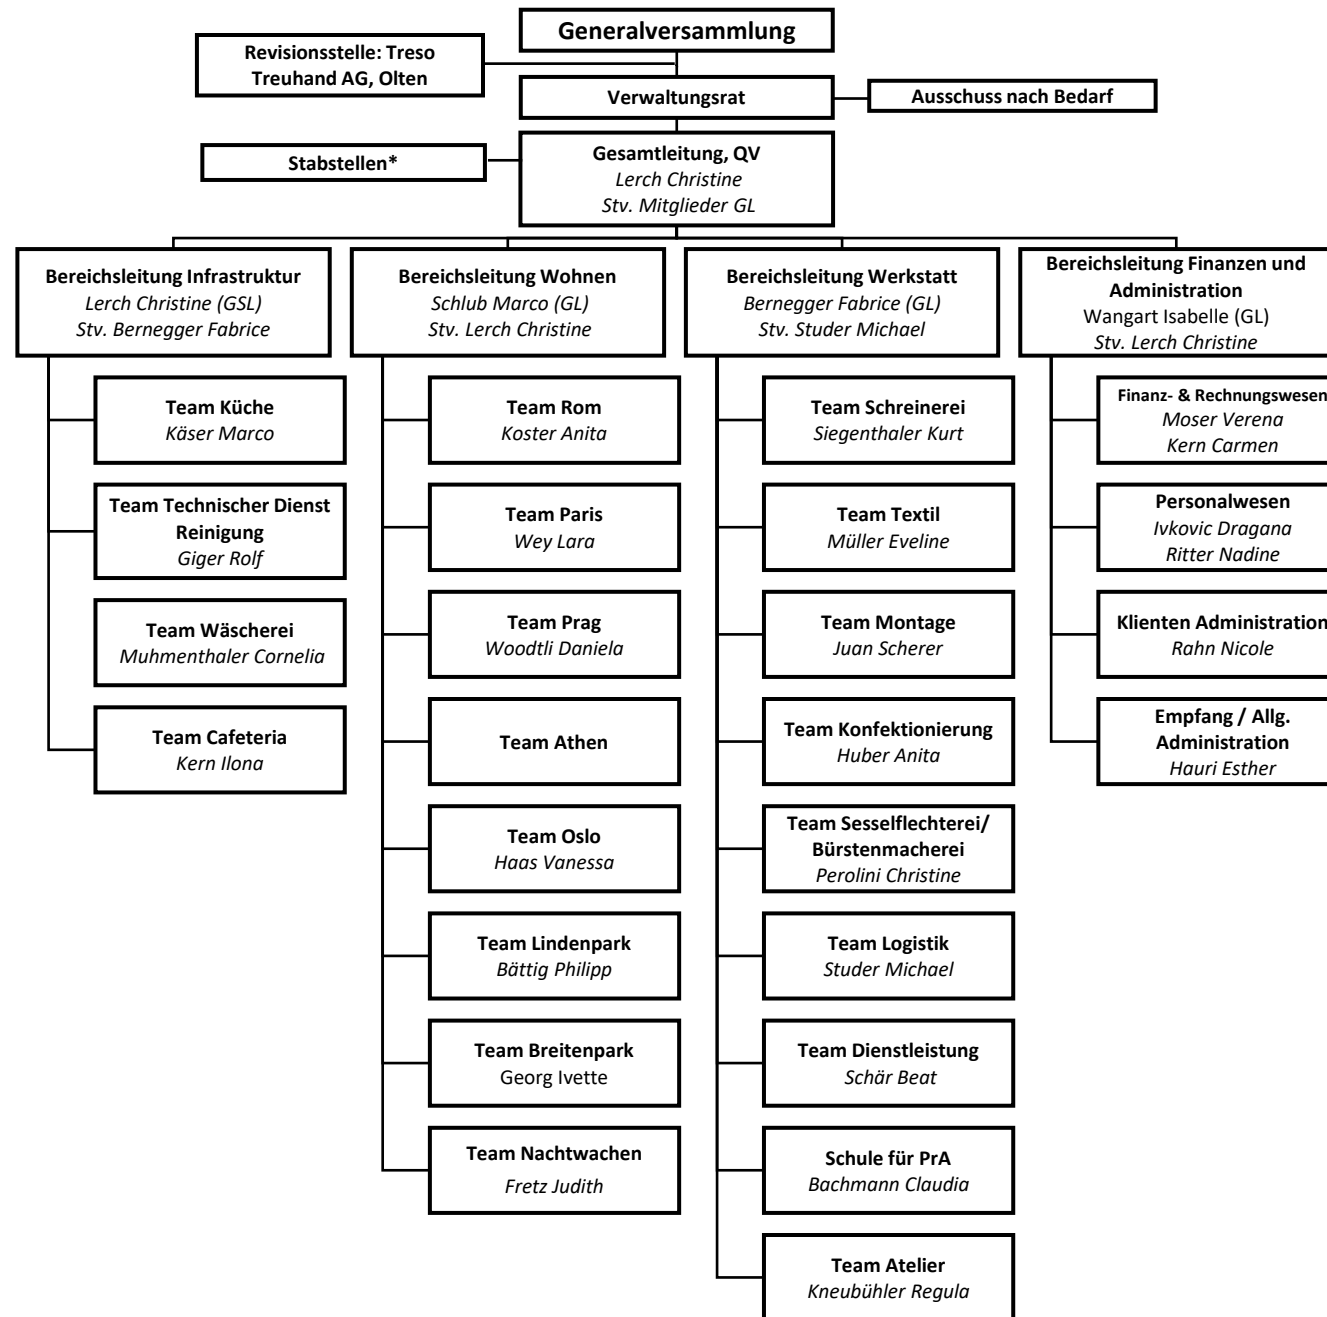 Generalversammlung
Revisionsstelle: Treso
Treuhand AG, Olten
Verwaltungsrat
Ausschuss nach Bedarf
Stabstellen*
Gesamtleitung, QV
Lerch Christine
Stv. Mitglieder GL
Bereichsleitung Infrastruktur
Lerch Christine (GSL)
Stv. Bernegger Fabrice
Team Küche
Käser Marco
Team Technischer Dienst
Reinigung
Giger Rolf
Team Wäscherei
Muhmenthaler Cornelia
Team Cafeteria
Kern Ilona
Bereichsleitung Wohnen
Schlub Marco (GL)
Stv. Lerch Christine
Team Rom
Koster Anita
Team Paris
Wey Lara
Team Prag
Woodtli Daniela
Team Athen
Team Oslo
Haas Vanessa
Team Lindenpark
Bättig Philipp
Team Breitenpark
Georg Ivette
Team Nachtwachen
Fretz Judith
Bereichsleitung Werkstatt
Bernegger Fabrice (GL)
Stv. Studer Michael
Team Schreinerei
Siegenthaler Kurt
Team Textil
Müller Eveline
Team Montage
Juan Scherer
Team Konfektionierung
Huber Anita
Team Sesselflechterei/
Bürstenmacherei
Perolini Christine
Team Logistik
Studer Michael
Team Dienstleistung
Schär Beat
Schule für PrA
Bachmann Claudia
Team Atelier
Kneubühler Regula
Bereichsleitung Finanzen und
Administration
Wangart Isabelle (GL)
Stv. Lerch Christine
Finanz- & Rechnungswesen
Moser Verena
Kern Carmen
Personalwesen
Ivkovic Dragana
Ritter Nadine
Klienten Administration
Rahn Nicole
Empfang / Allg.
Administration
Hauri Esther